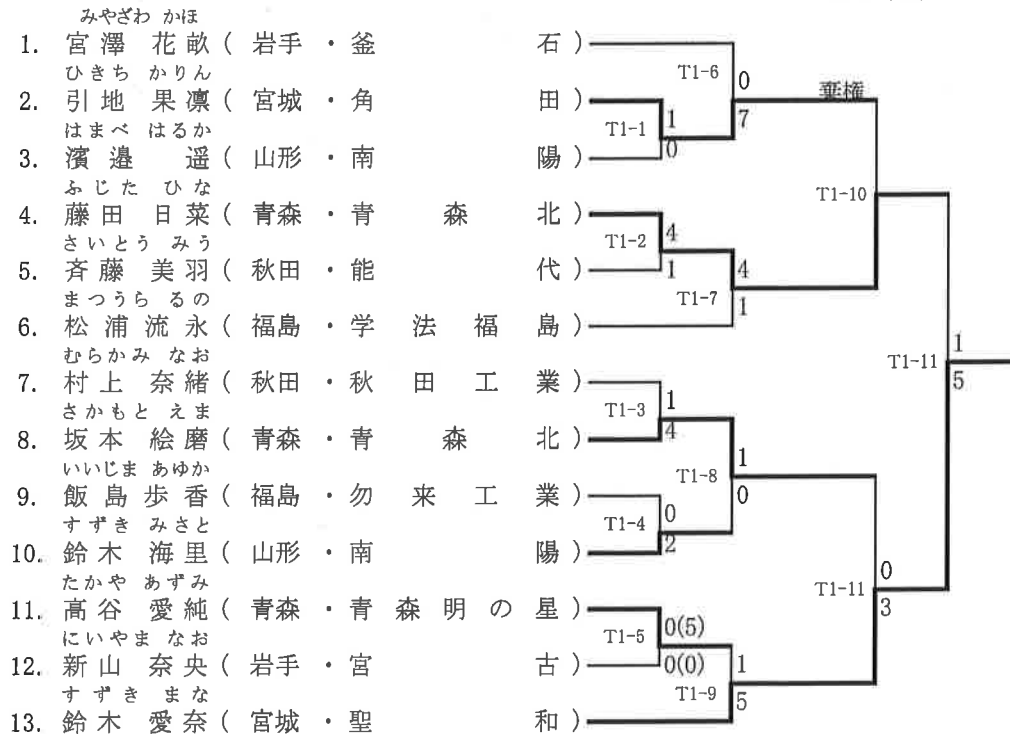 みやざわ かほ
1. 宮澤 花畝 ( 岩手 ・ 釜石 )
ひきち かりん
2. 引地 果凛 ( 宮城 ・ 角田 )
はまべ はるか
3. 濱邉 遥 ( 山形 ・ 南陽 )
ふじた ひな
4. 藤田 日菜 ( 青森 ・ 青森北 )
さいとう みう
5. 斉藤 美羽 ( 秋田 ・ 能代 )
まつうら るの
6. 松浦 流永 ( 福島 ・ 学法福島 )
むらかみ なお
7. 村上 奈緒 ( 秋田 ・ 秋田工業 )
さかもと えま
8. 坂本 絵磨 ( 青森 ・ 青森北 )
いいじま あゆか
9. 飯島 歩香 ( 福島 ・ 勿来工業 )
すずき みさと
10. 鈴木 海里 ( 山形 ・ 南陽 )
たかや あずみ
11. 髙谷 愛純 ( 青森 ・ 青森明の星 )
にいやま なお
12. 新山 奈央 ( 岩手 ・ 宮古 )
すずき まな
13. 鈴木 愛奈 ( 宮城 ・ 聖和 )
T1-1 1 0
T1-2 4 1
T1-3 1 4
T1-4 0 2
T1-5 0(5) 0(0)
T1-6 0 7
T1-7 4 1
T1-8 1 0
T1-9 1 5
棄権
T1-10
T1-11 0 3
T1-11 1 5